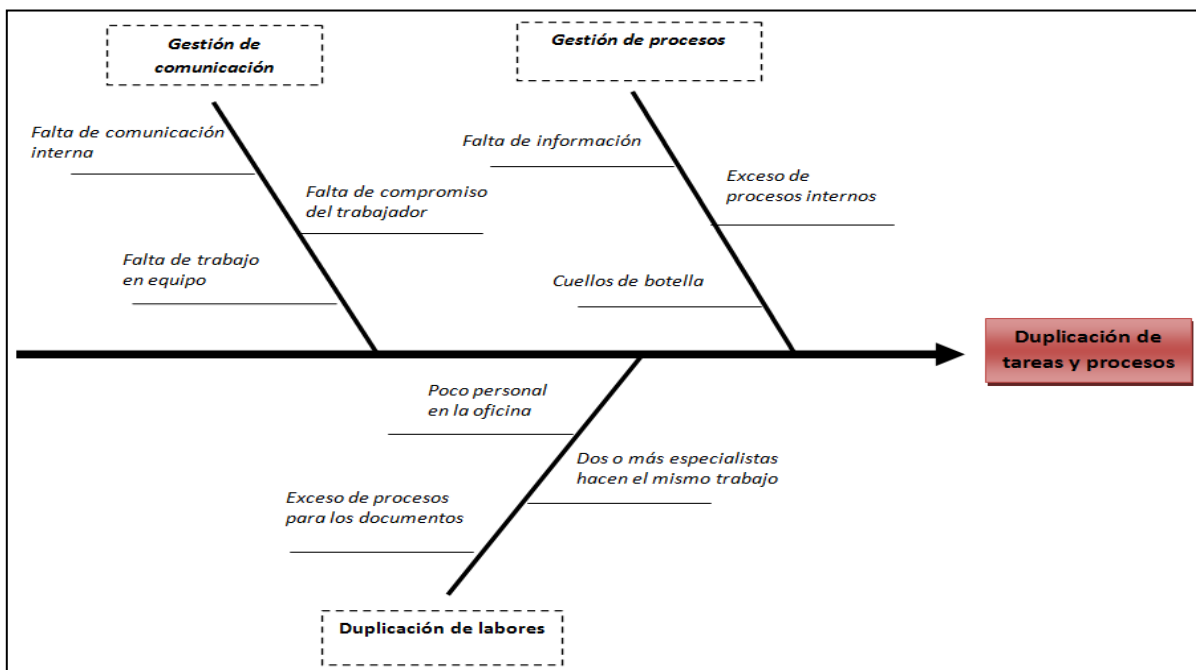 Gestión de
comunicación
Gestión de procesos
Falta de comunicación
interna
Falta de compromiso
del trabajador
Falta de trabajo
en equipo
Falta de información
Exceso de
procesos internos
Cuellos de botella
Duplicación de
tareas y procesos
Poco personal
en la oficina
Dos o más especialistas
hacen el mismo trabajo
Exceso de procesos
para los documentos
Duplicación de labores